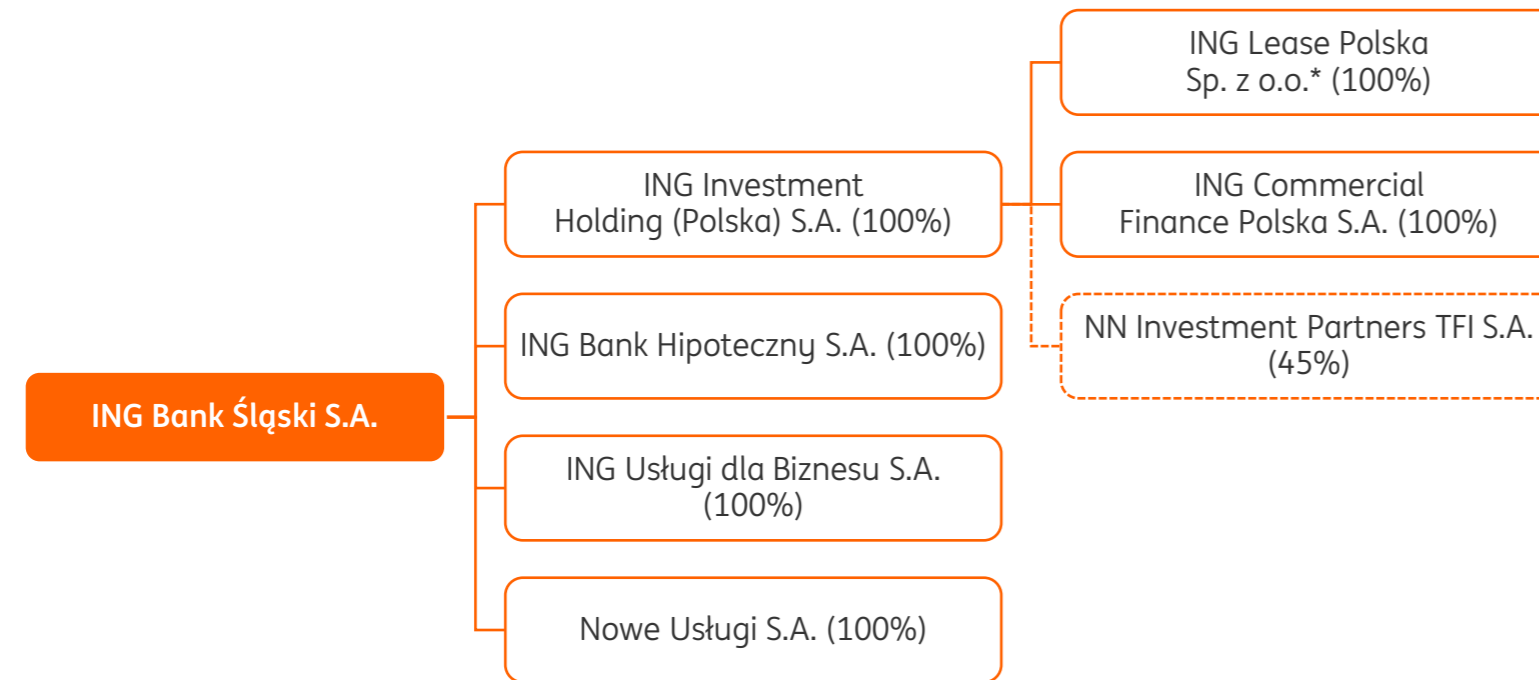 ING Bank Śląski S.A.
ING Investment
Holding (Polska) S.A. (100%)
ING Bank Hipoteczny S.A. (100%)
ING Usługi dla Biznesu S.A.
(100%)
Nowe Usługi S.A. (100%)
ING Lease Polska
Sp. z o.o.* (100%)
ING Commercial
Finance Polska S.A. (100%)
NN Investment Partners TFI S.A.
(45%)